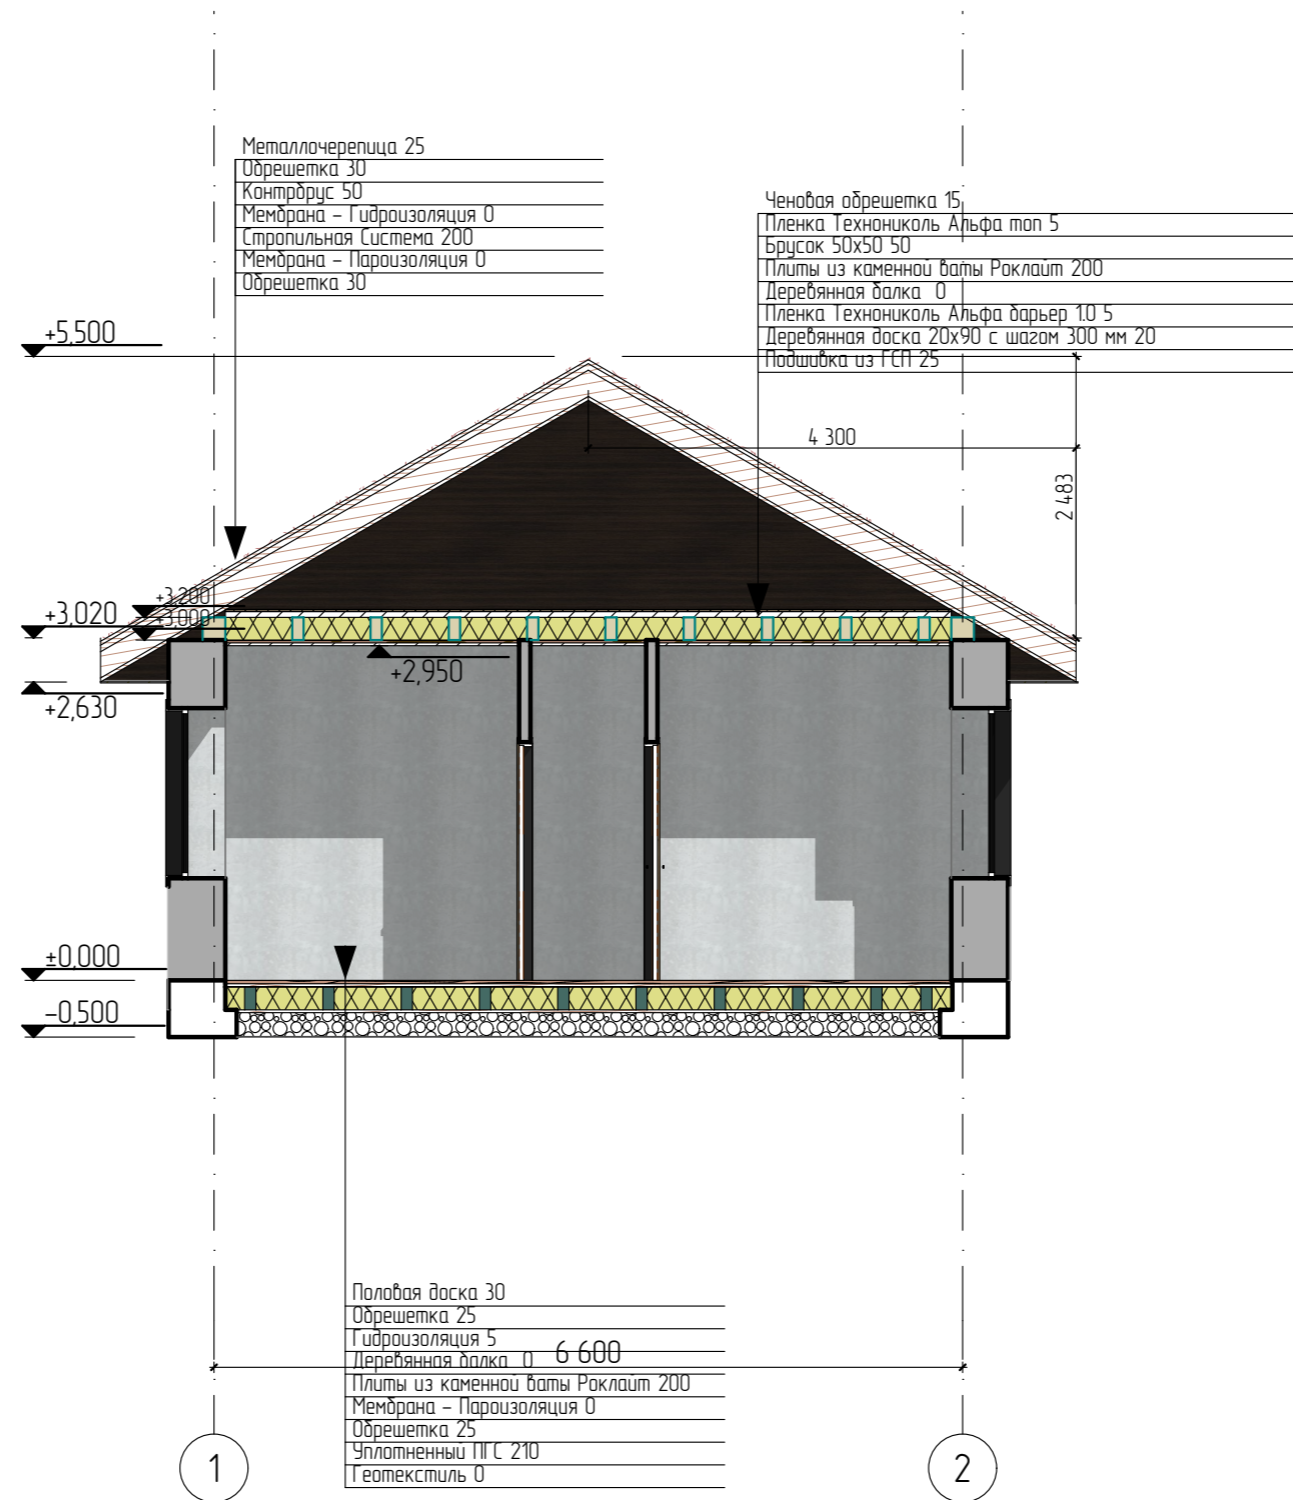 Металлочерепица 25
Обрешетка 30
Контрбрус 50
Мембрана – Гидроизоляция 0
Стропильная Система 200
Мембрана – Пароизоляция 0
Обрешетка 30
Ченовая обрешетка 15
Пленка Технониколь Альфа топ 5
Брусок 50х50 50
Плиты из каменной ваты Роклайт 200
Деревянная балка 0
Пленка Технониколь Альфа барьер 1.0 5
Деревянная доска 20х90 с шагом 300 мм 20
Подшивка из ГСП 25
+5,500
4 300
2 483
+3,200
+3,020
+3,000
+2,950
+2,630
±0,000
–0,500
Половая доска 30
Обрешетка 25
Гидроизоляция 5
Деревянная балка 0
6 600
Плиты из каменной ваты Роклайт 200
Мембрана – Пароизоляция 0
Обрешетка 25
Уплотненный ПГС 210
Геотекстиль 0
1
2